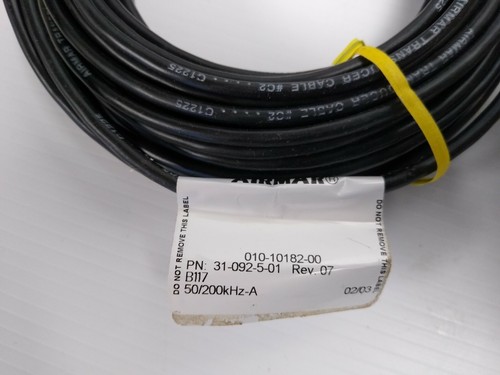 AIRMAR TRANSDUCER CABLE #C2 .... C1225
AIRMAR®
DO NOT REMOVE THIS LABEL
010-10182-00
PN: 31-092-5-01 Rev. 07
B117
50/200kHz-A
02/03
DO NOT REMOVE THIS LABEL